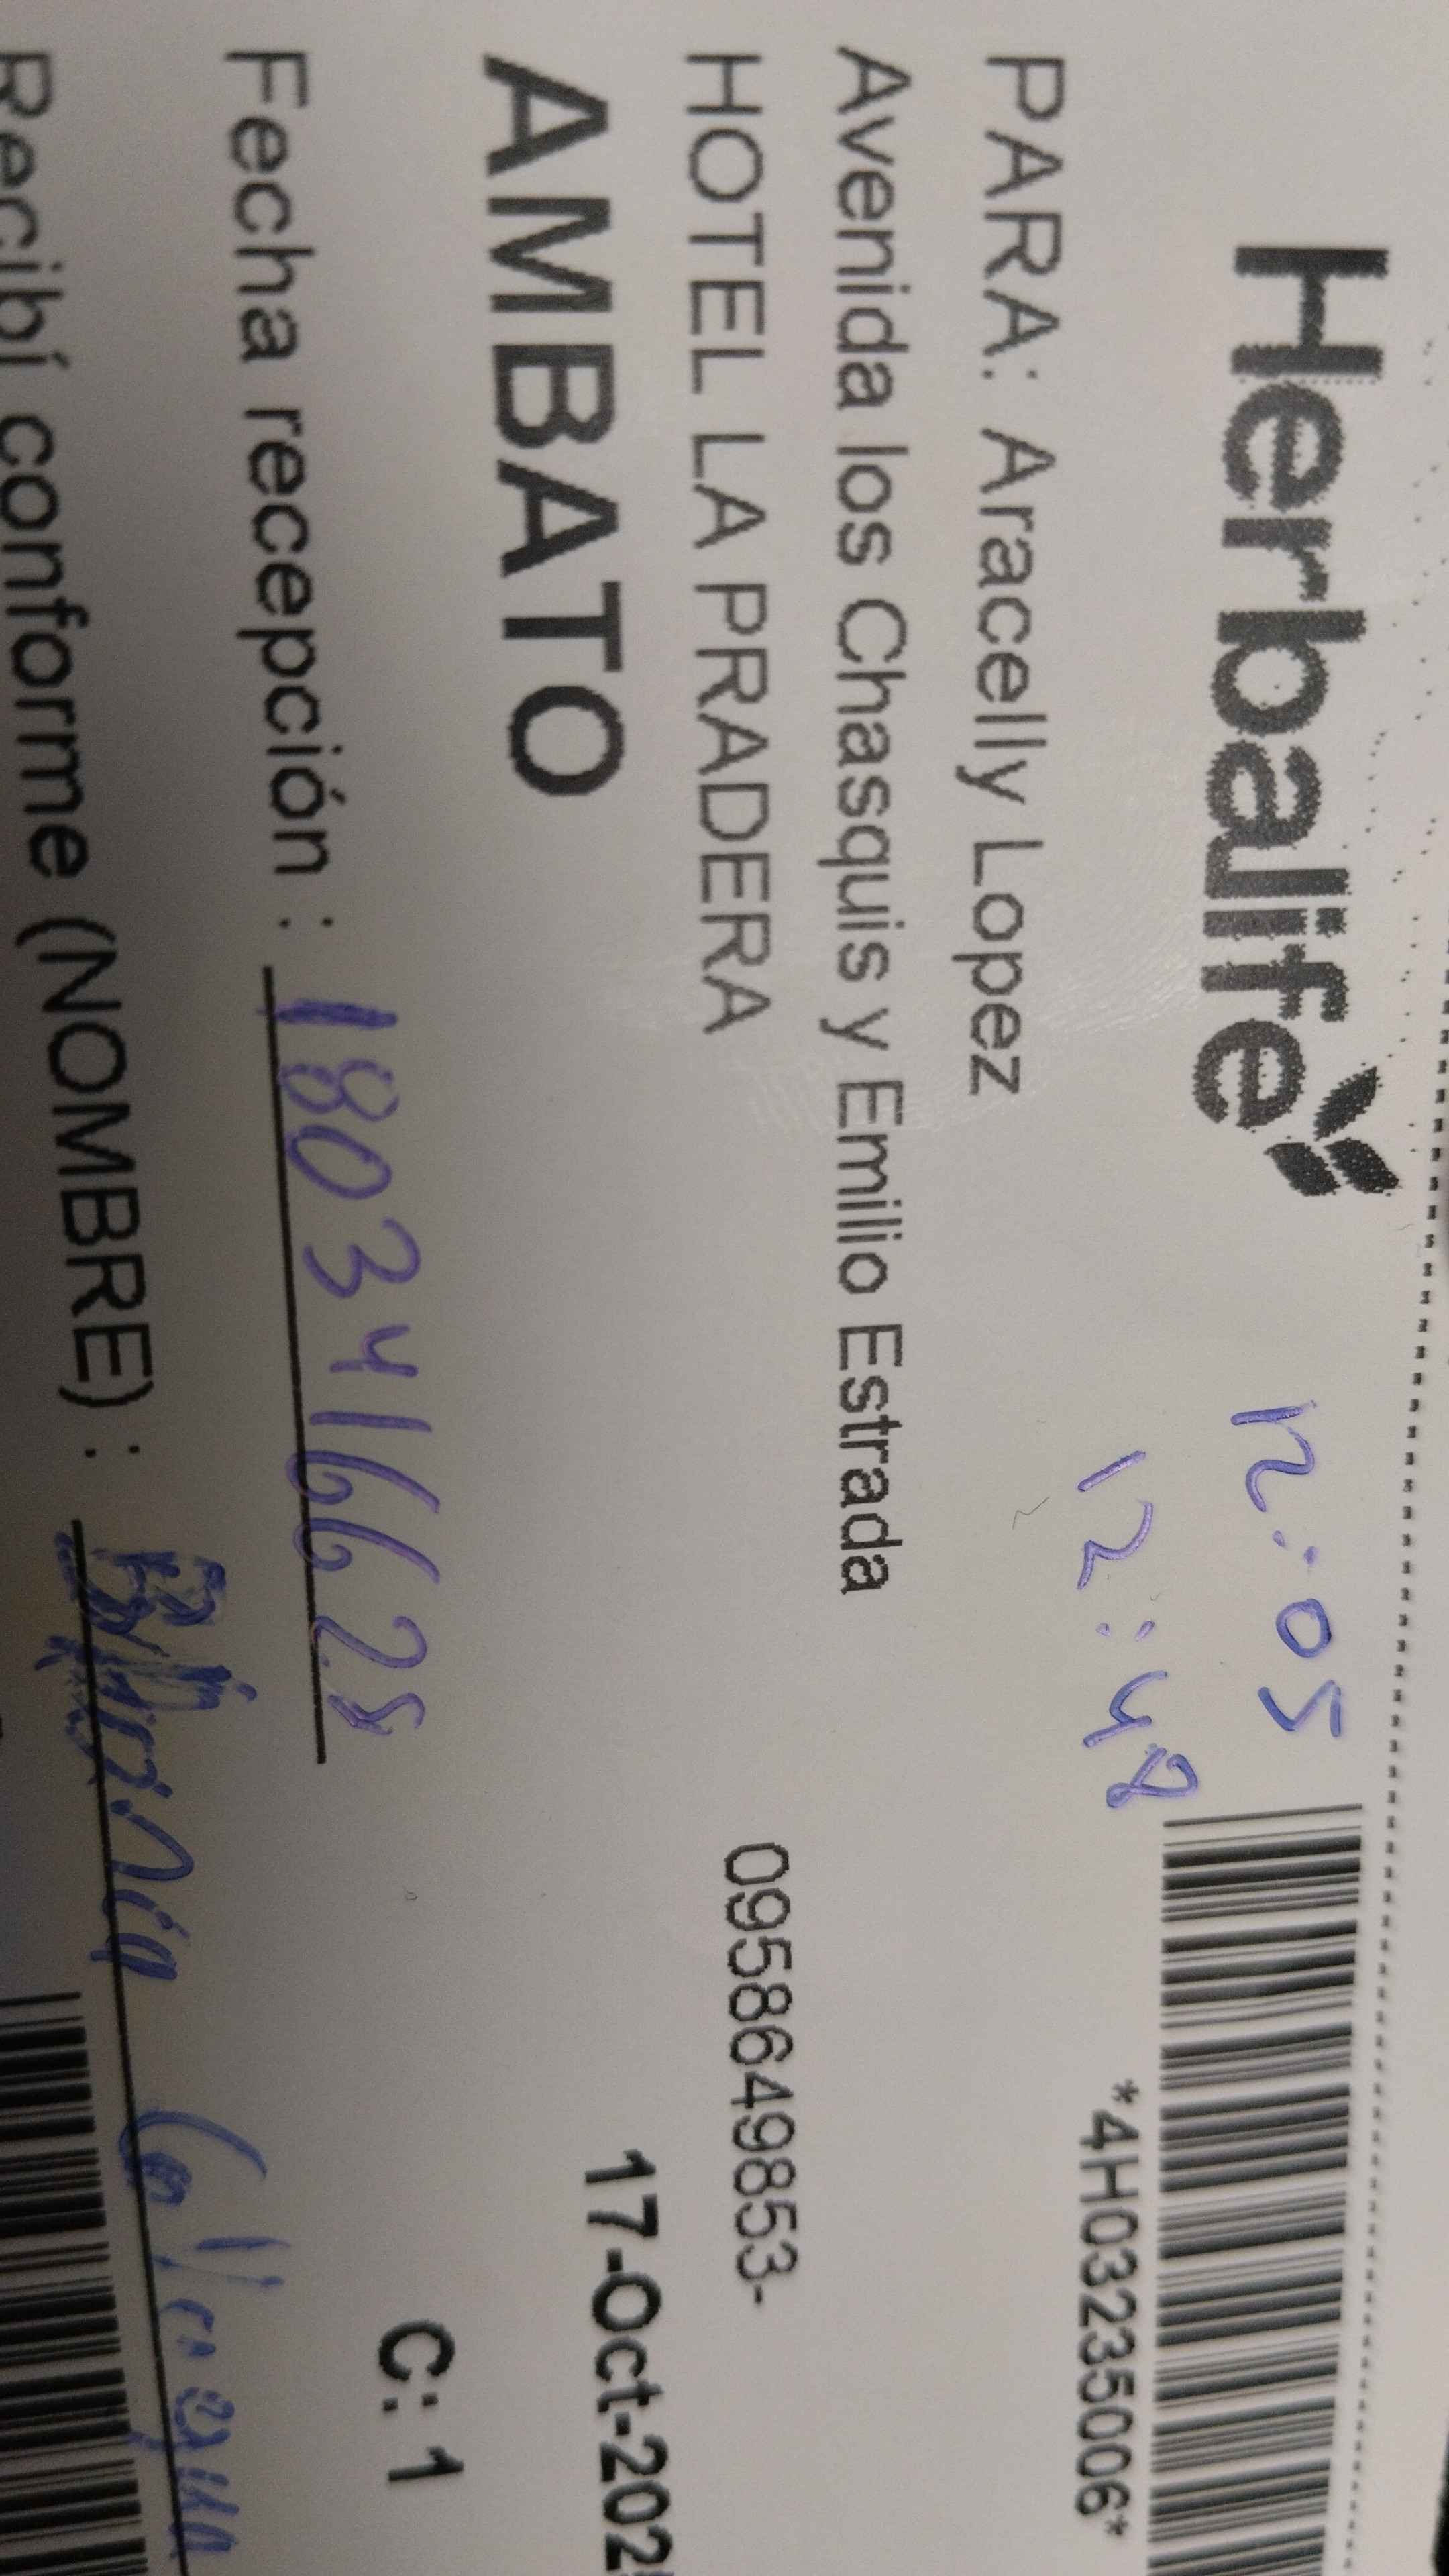 Herbalife
12:05
12:48
*4H03235006*
PARA: Aracelly Lopez
Avenida los Chasquis y Emilio Estrada
HOTEL LA PRADERA
0958649853-
AMBATO
17-Oct-202
C: 1
Fecha recepción : 1803416625
Recibí conforme (NOMBRE) :